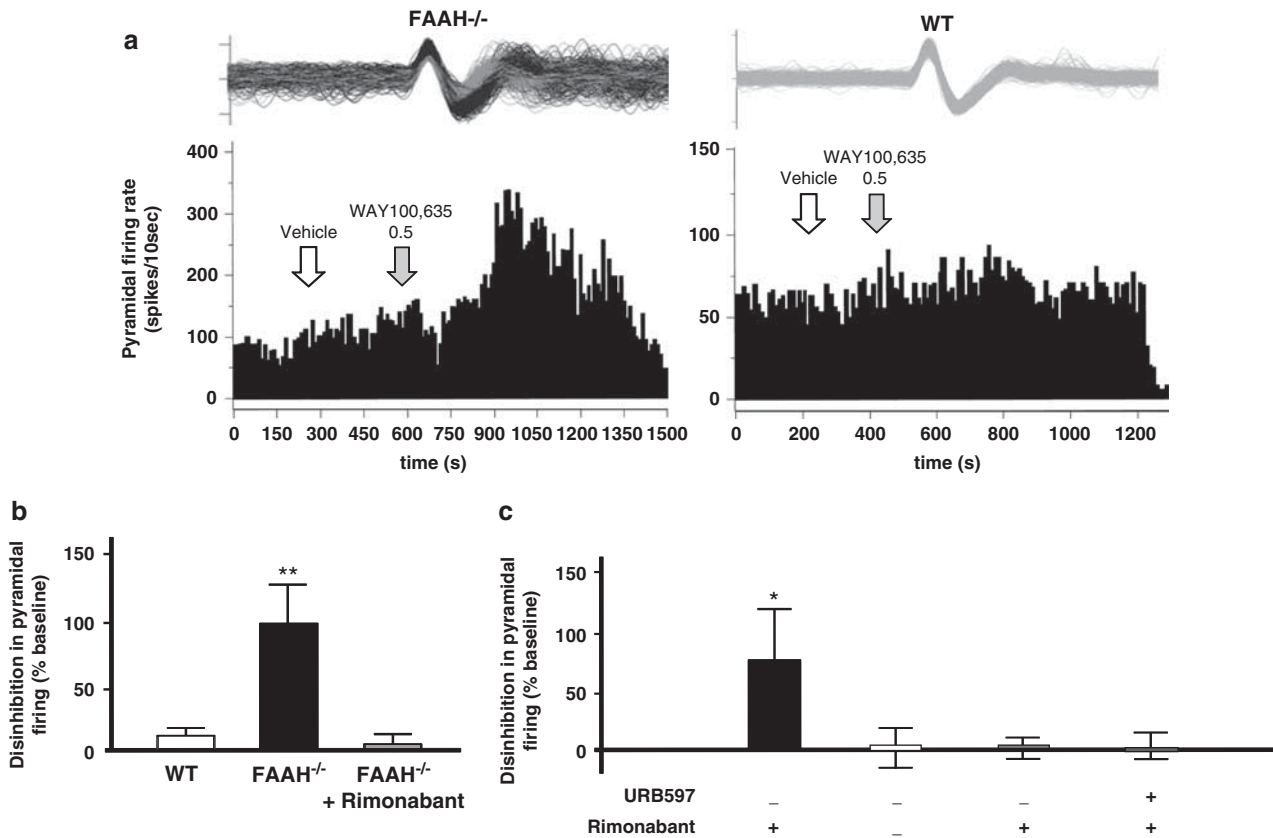 a
FAAH-/-
WT
Pyramidal firing rate
(spikes/10sec)
400
300
200
100
0
Vehicle
WAY100,635
0.5
0 150 300 450 600 750 900 1050 1200 1350 1500
time (s)
150
100
50
0
Vehicle
WAY100,635
0.5
0 200 400 600 800 1000 1200
time (s)
b
Disinhibition in pyramidal
firing (% baseline)
150
100
50
0
**
WT
FAAH-/-
FAAH-/-
+ Rimonabant
c
Disinhibition in pyramidal
firing (% baseline)
150
100
50
0
*
URB597 – – – +
Rimonabant + – + +